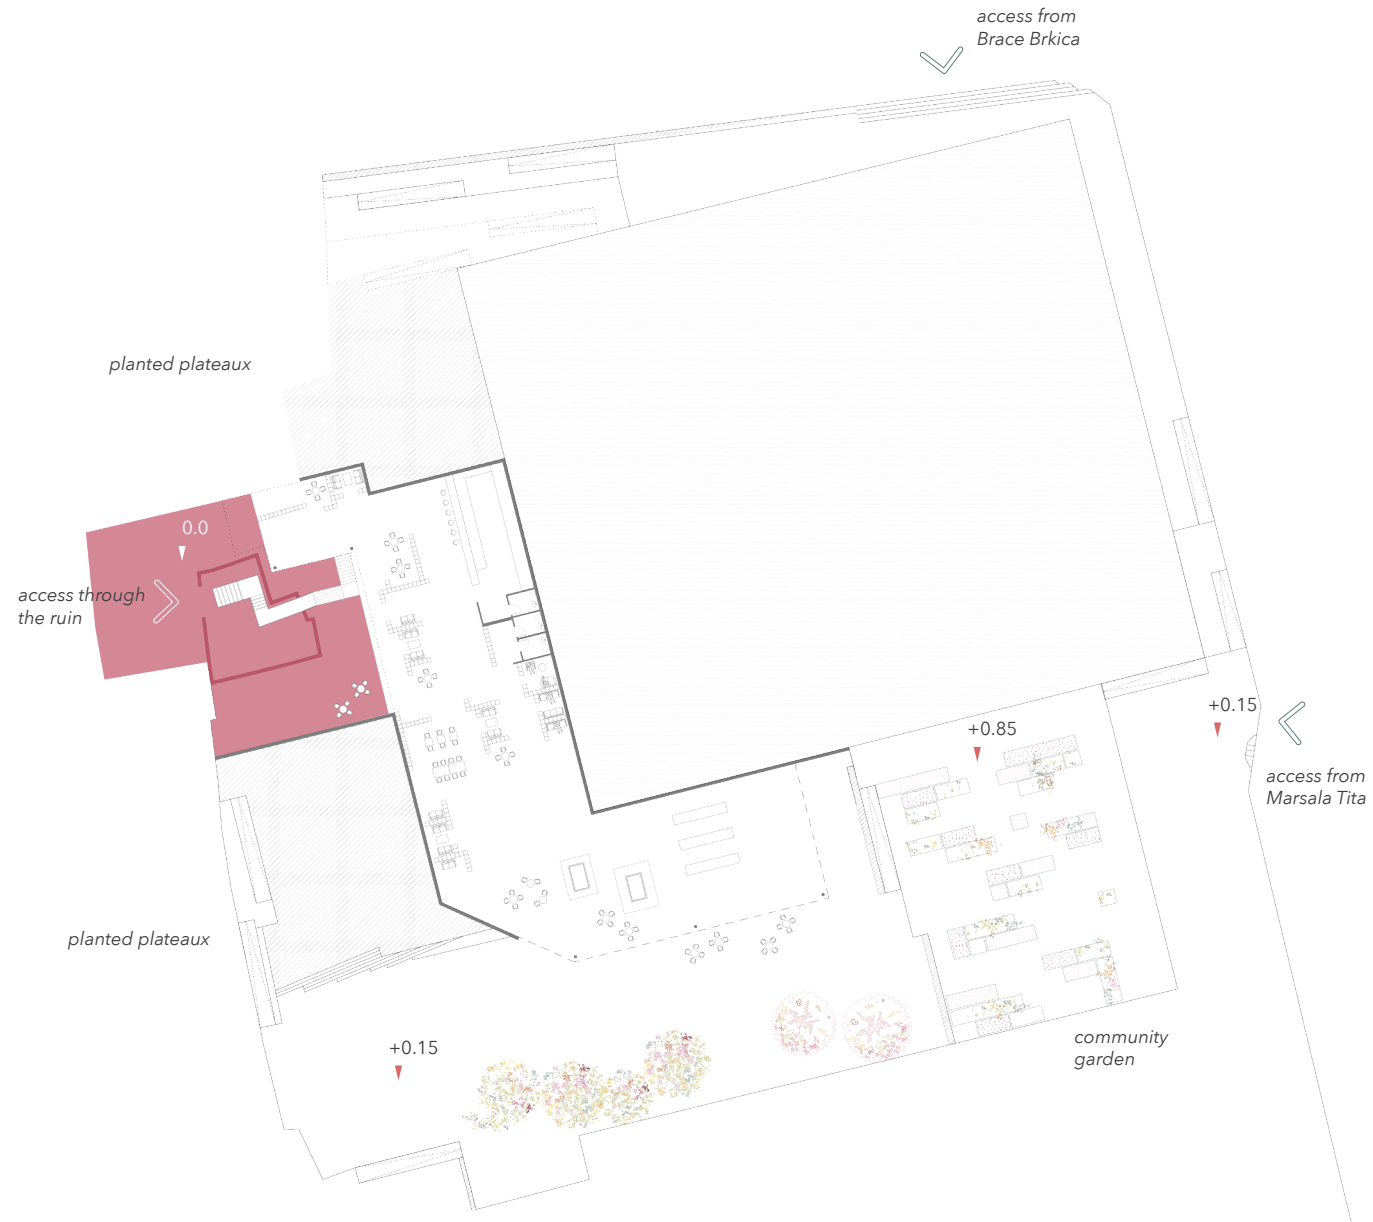 access from
Brace Brkica
planted plateaux
0.0
access through
the ruin
+0.15
+0.85
access from
Marsala Tita
planted plateaux
community
garden
+0.15